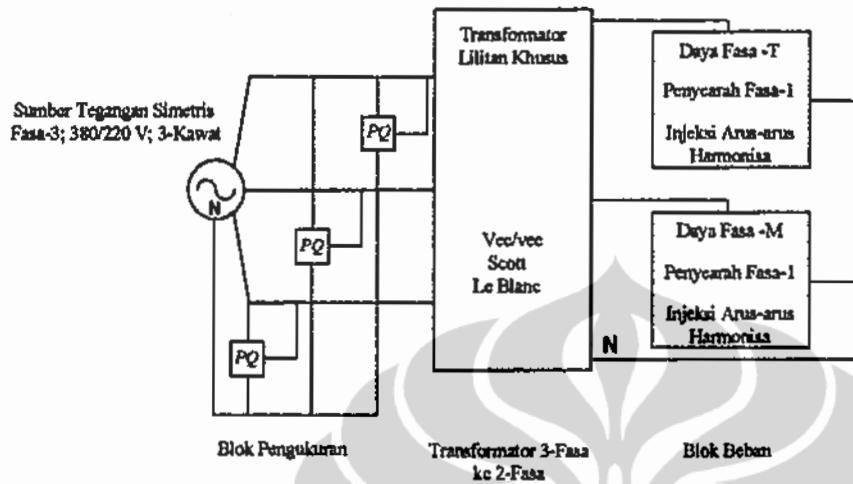 Sumber Tegangan Simetris
Fasa-3; 380/220 V; 3-Kawat
N
PQ
PQ
PQ
Blok Pengukuran
Transformator
Lilitan Khusus
Vee/vee
Scott
Le Blanc
N
Transformator 3-Fasa
ke 2-Fasa
Daya Fasa -T
Penyearah Fasa-1
Injeksi Arus-arus
Harmonisa
Daya Fasa -M
Penyearah Fasa-1
Injeksi Arus-arus
Harmonisa
Blok Beban